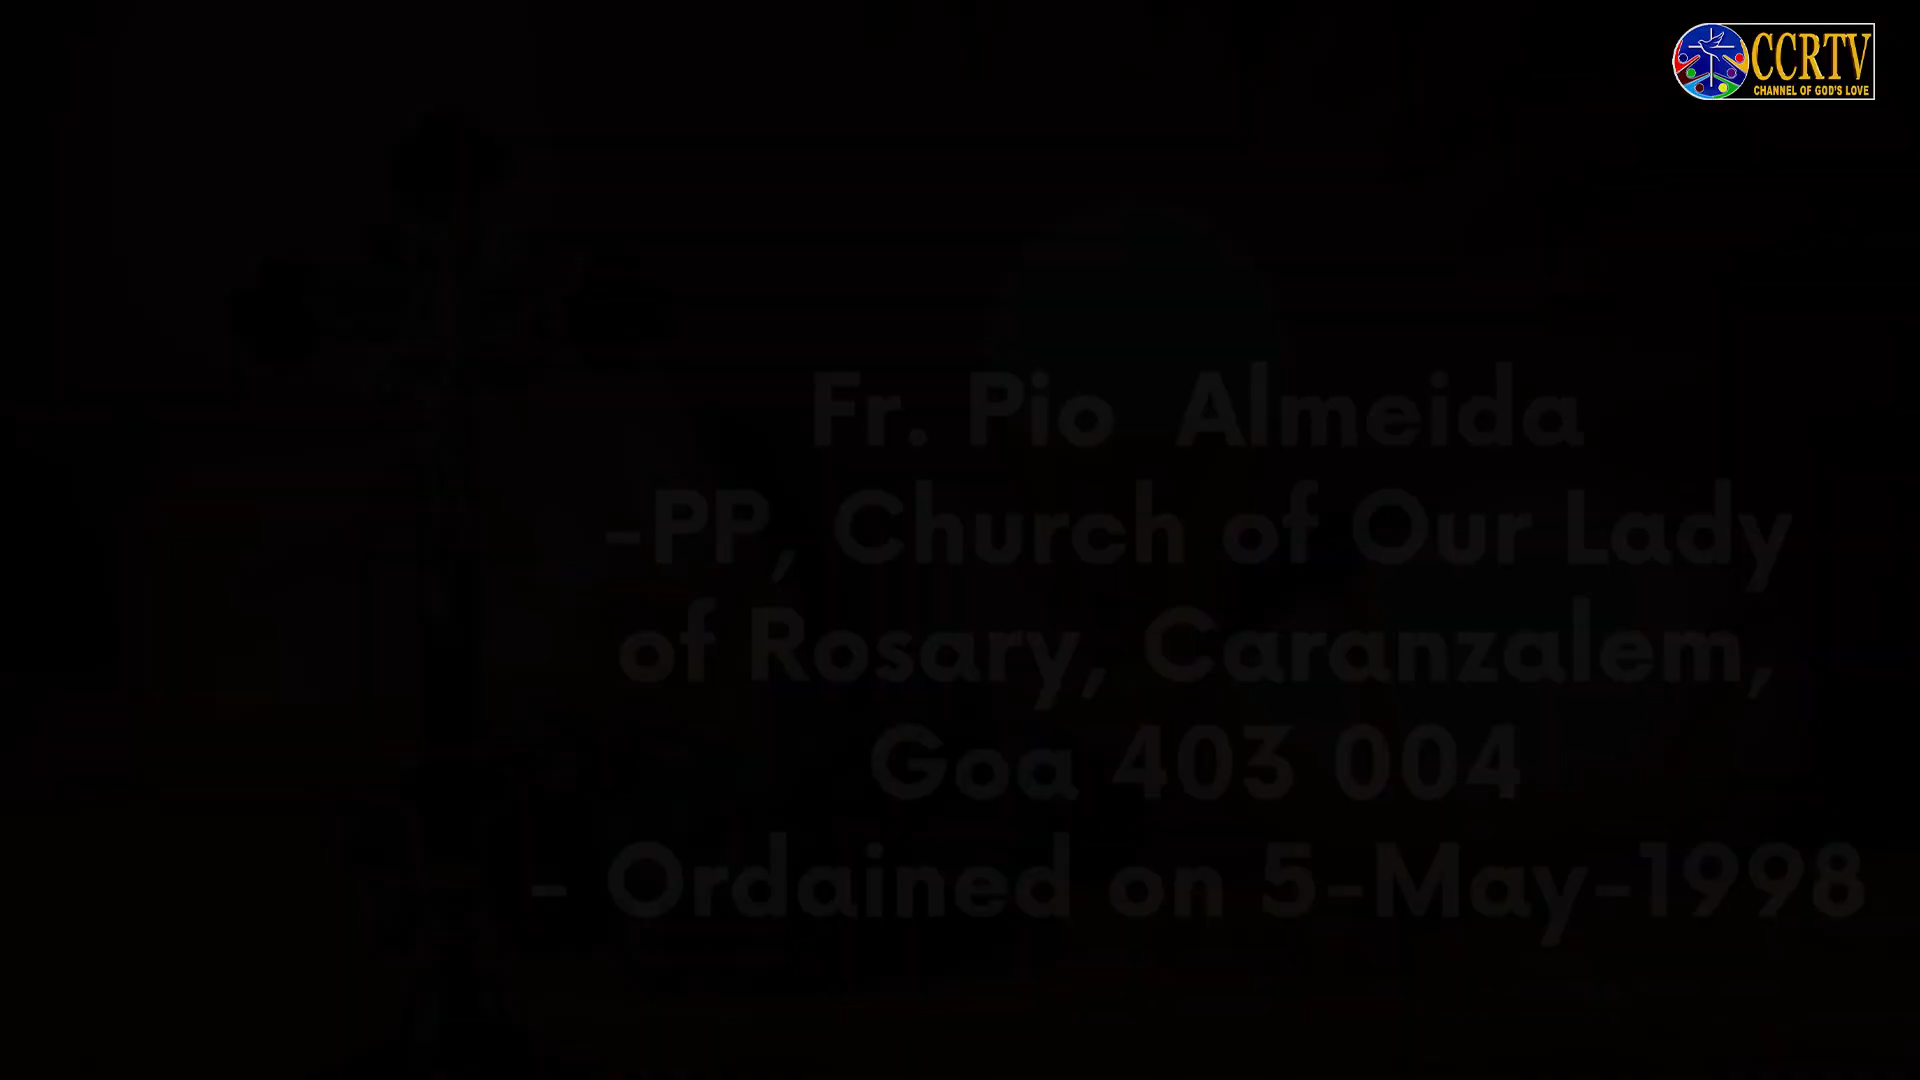 CCRTV
CHANNEL OF GOD'S LOVE
Fr. Pio Almeida
-PP, Church of Our Lady
of Rosary, Caranzalem,
Goa 403 004
- Ordained on 5-May-1998